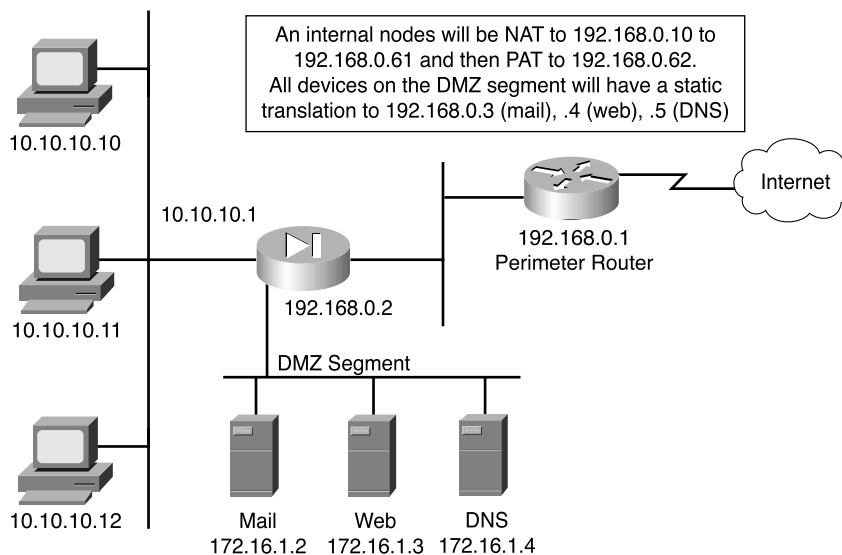 An internal nodes will be NAT to 192.168.0.10 to
192.168.0.61 and then PAT to 192.168.0.62.
All devices on the DMZ segment will have a static
translation to 192.168.0.3 (mail), .4 (web), .5 (DNS)
10.10.10.10
10.10.10.1
Internet
192.168.0.1
Perimeter Router
192.168.0.2
10.10.10.11
DMZ Segment
10.10.10.12
Mail
172.16.1.2
Web
172.16.1.3
DNS
172.16.1.4